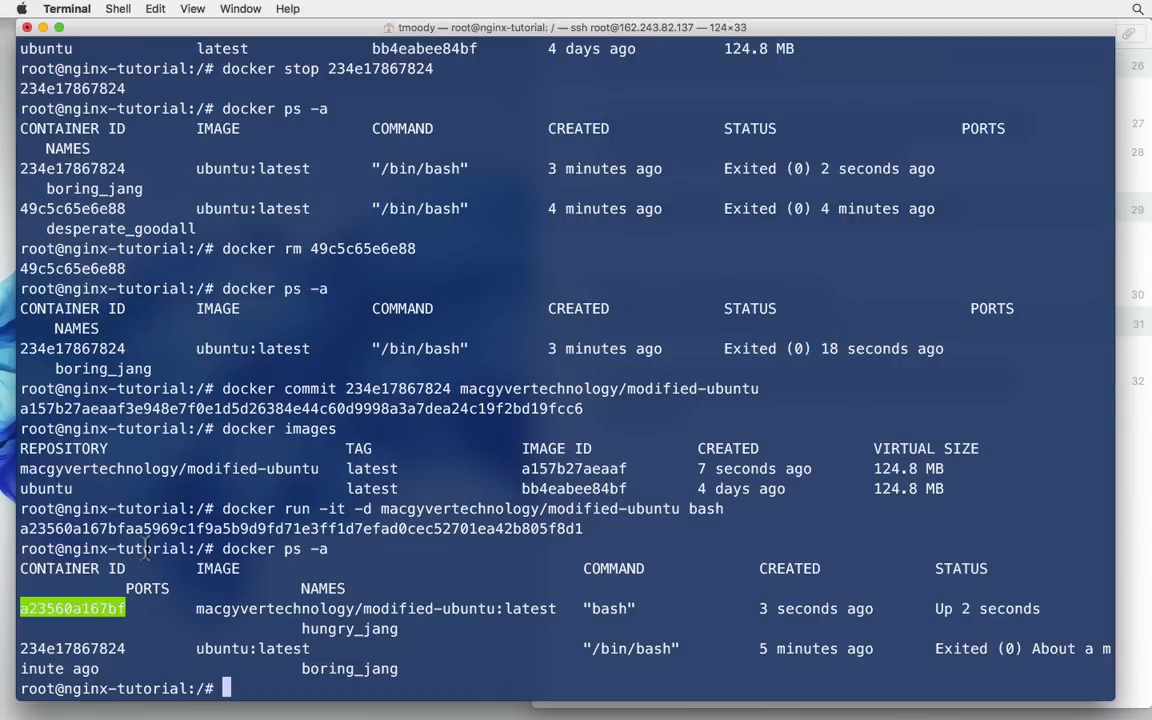 Terminal Shell Edit View Window Help
tmoody — root@nginx-tutorial: / — ssh root@162.243.82.137 — 124×33
ubuntu latest bb4eabee84bf 4 days ago 124.8 MB
root@nginx-tutorial:/# docker stop 234e17867824
234e17867824
root@nginx-tutorial:/# docker ps -a
CONTAINER ID IMAGE COMMAND CREATED STATUS PORTS
NAMES
234e17867824 ubuntu:latest "/bin/bash" 3 minutes ago Exited (0) 2 seconds ago
boring_jang
49c5c65e6e88 ubuntu:latest "/bin/bash" 4 minutes ago Exited (0) 4 minutes ago
desperate_goodall
root@nginx-tutorial:/# docker rm 49c5c65e6e88
49c5c65e6e88
root@nginx-tutorial:/# docker ps -a
CONTAINER ID IMAGE COMMAND CREATED STATUS PORTS
NAMES
234e17867824 ubuntu:latest "/bin/bash" 3 minutes ago Exited (0) 18 seconds ago
boring_jang
root@nginx-tutorial:/# docker commit 234e17867824 macgyvertechnology/modified-ubuntu
a157b27aeaaf3e948e7f0e1d5d26384e44c60d9998a3a7dea24c19f2bd19fcc6
root@nginx-tutorial:/# docker images
REPOSITORY TAG IMAGE ID CREATED VIRTUAL SIZE
macgyvertechnology/modified-ubuntu latest a157b27aeaaf 7 seconds ago 124.8 MB
ubuntu latest bb4eabee84bf 4 days ago 124.8 MB
root@nginx-tutorial:/# docker run -it -d macgyvertechnology/modified-ubuntu bash
a23560a167bfaa5969c1f9a5b9d9fd71e3ff1d7efad0cec52701ea42b805f8d1
root@nginx-tutorial:/# docker ps -a
CONTAINER ID IMAGE COMMAND CREATED STATUS
PORTS NAMES
a23560a167bf macgyvertechnology/modified-ubuntu:latest "bash" 3 seconds ago Up 2 seconds
hungry_jang
234e17867824 ubuntu:latest "/bin/bash" 5 minutes ago Exited (0) About a m
inute ago boring_jang
root@nginx-tutorial:/#
26
27
28
29
30
31
32